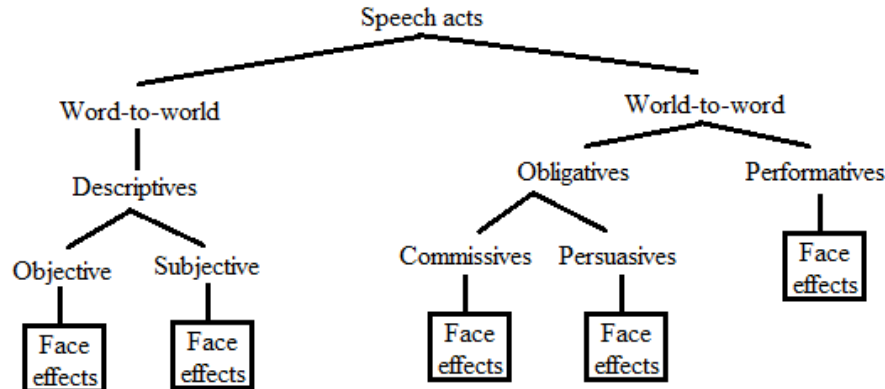 Speech acts
Word-to-world
World-to-word
Descriptives
Obligatives
Performatives
Objective
Subjective
Commissives
Persuasives
Face
effects
Face
effects
Face
effects
Face
effects
Face
effects